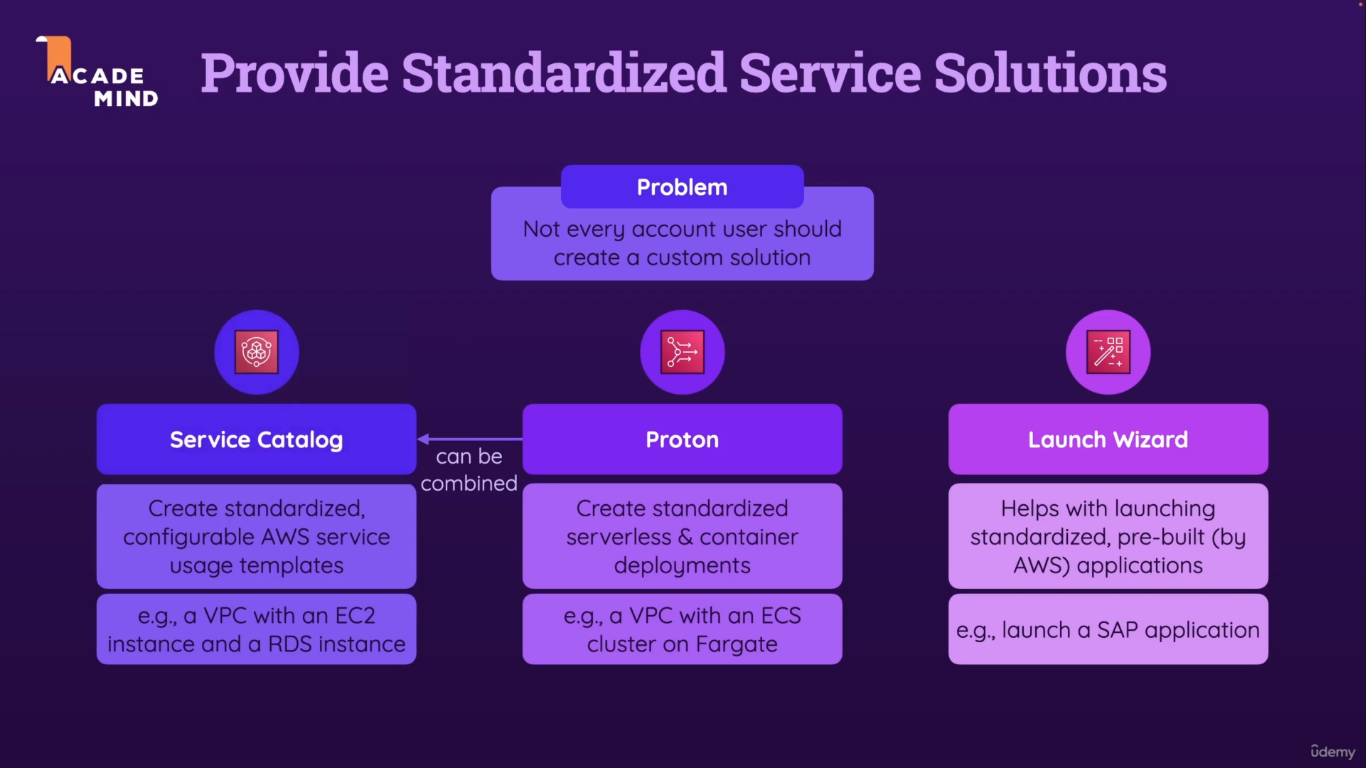 ACADE
MIND
Provide Standardized Service Solutions
Problem
Not every account user should
create a custom solution
Service Catalog
can be
combined
Proton
Launch Wizard
Create standardized,
configurable AWS service
usage templates
Create standardized
serverless & container
deployments
Helps with launching
standardized, pre-built (by
AWS) applications
e.g., a VPC with an EC2
instance and a RDS instance
e.g., a VPC with an ECS
cluster on Fargate
e.g., launch a SAP application
ûdemy